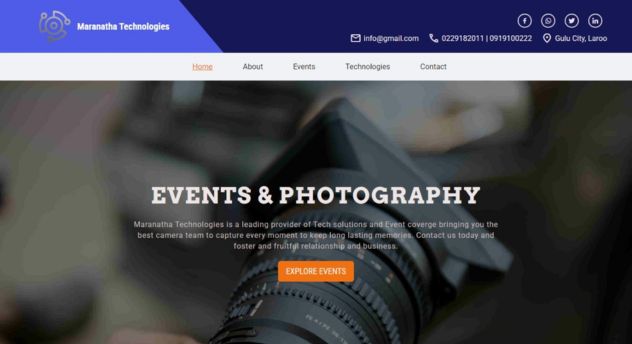 Maranatha Technologies
info@gmail.com 0229182011 | 0919100222 Gulu City, Laroo
Home About Events Technologies Contact
EVENTS & PHOTOGRAPHY
Maranatha Technologies is a leading provider of Tech solutions and Event coverge bringing you the
best camera team to capture every moment to keep long lasting memories. Contact us today and
foster and fruitful relationship and business.
EXPLORE EVENTS